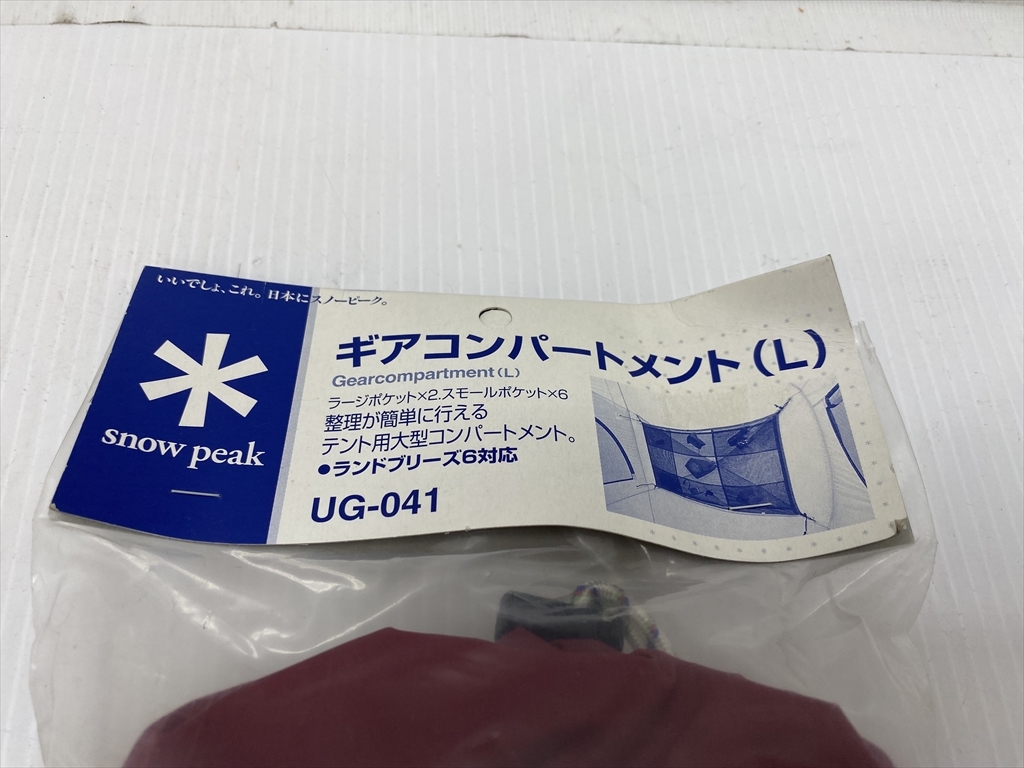 いいでしょ、これ。日本にスノーピーク。
snow peak
ギアコンパートメント(L)
Gearcompartment(L)
ラージポケット×2.スモールポケット×6
整理が簡単に行える
テント用大型コンパートメント。
●ランドブリーズ6対応
UG-041